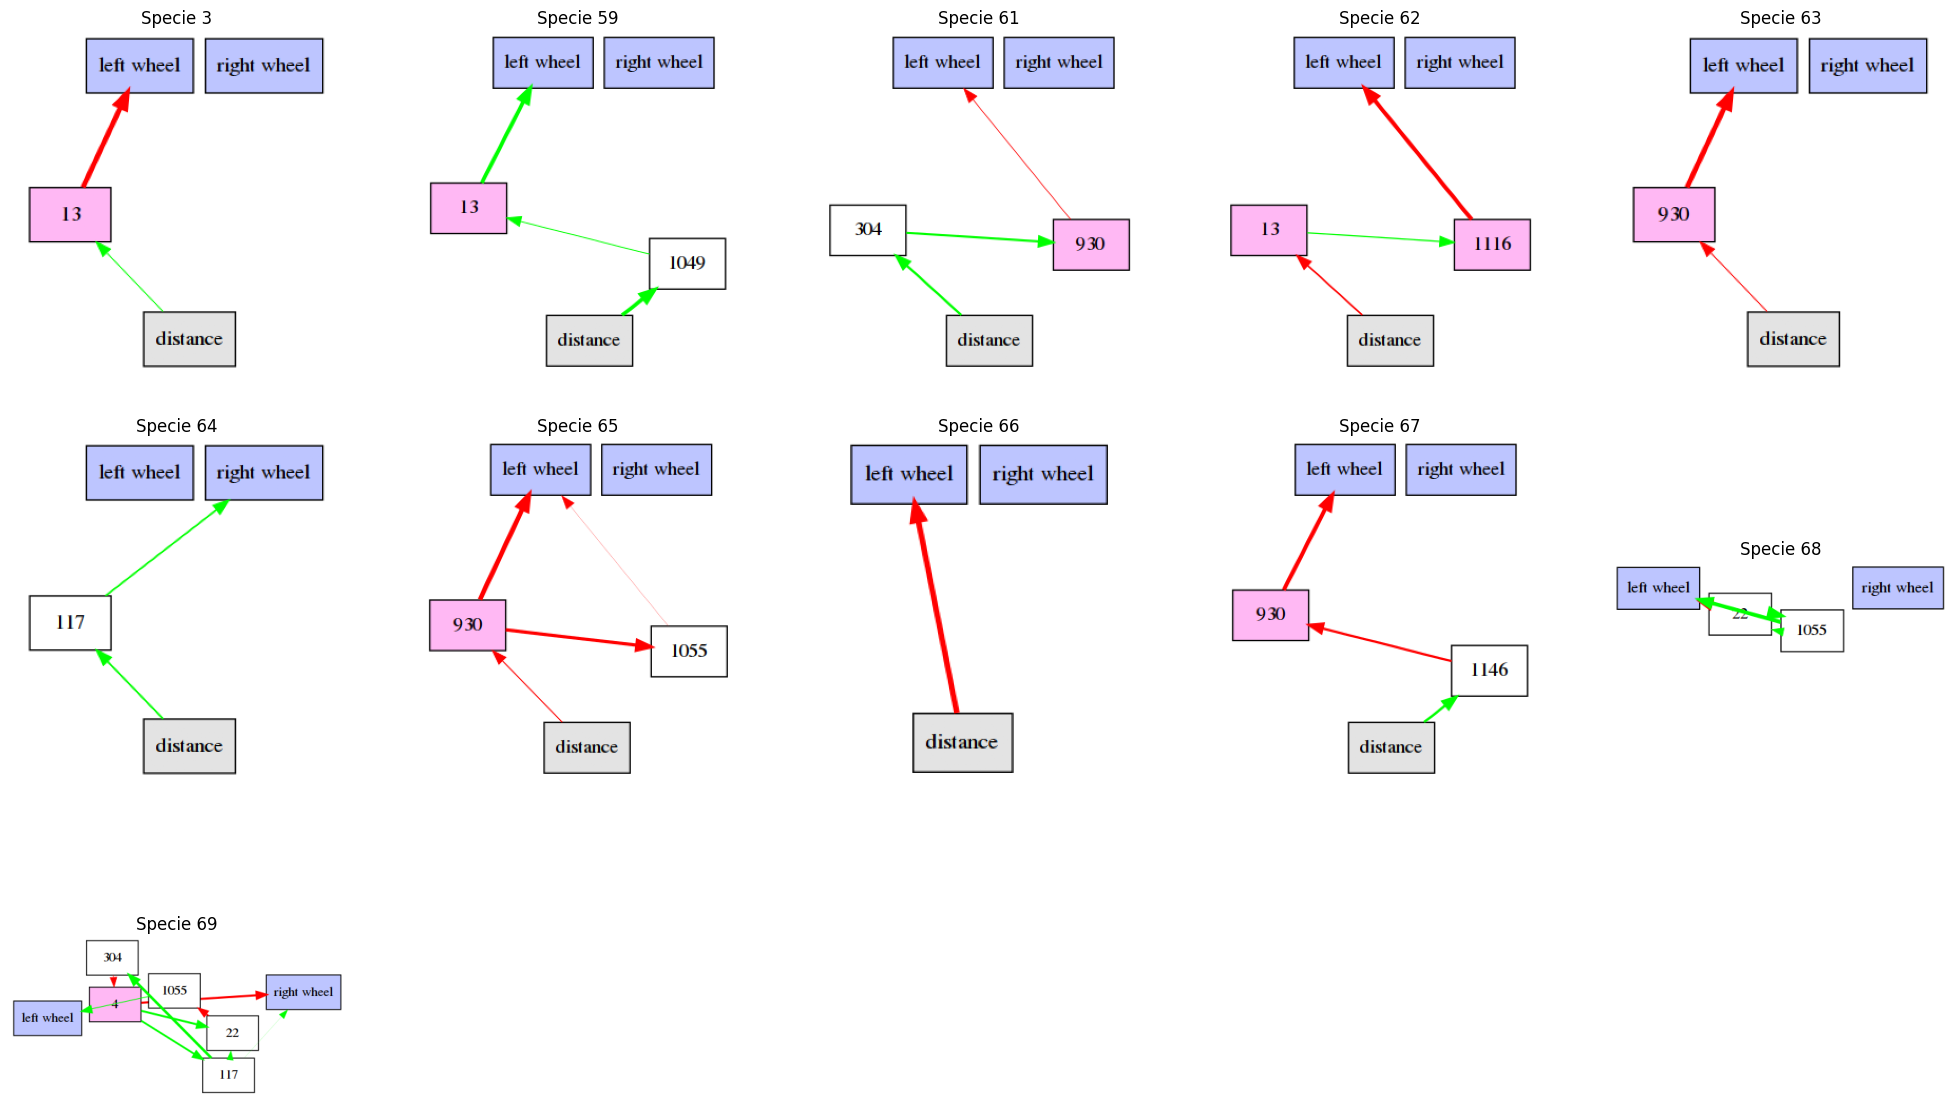 Specie 3
left wheel right wheel
13
distance
Specie 59
left wheel right wheel
13
1049
distance
Specie 61
left wheel right wheel
304
930
distance
Specie 62
left wheel right wheel
13
1116
distance
Specie 63
left wheel right wheel
930
distance
Specie 64
left wheel right wheel
117
distance
Specie 65
left wheel right wheel
930
1055
distance
Specie 66
left wheel right wheel
distance
Specie 67
left wheel right wheel
930
1146
distance
Specie 68
left wheel right wheel
22
1055
Specie 69
304
1055
right wheel
4
left wheel
22
117